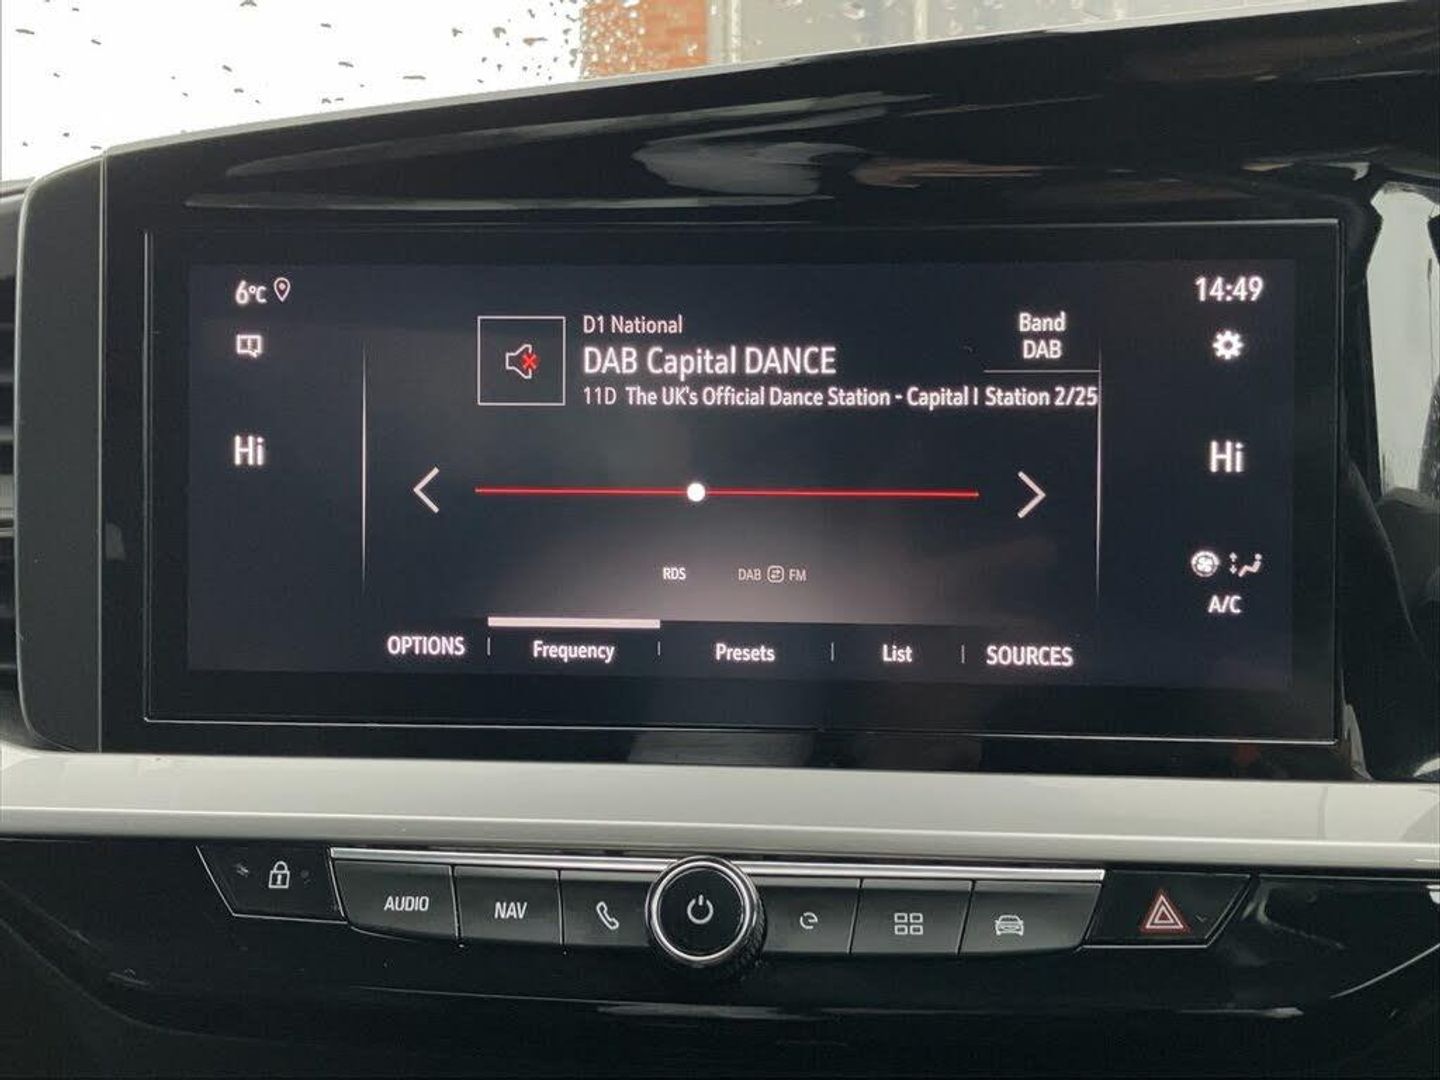 6°C
14:49
D1 National
Band
DAB
DAB Capital DANCE
11D The UK's Official Dance Station - Capital I Station 2/25
Hi
Hi
RDS
DAB FM
A/C
OPTIONS
Frequency
Presets
List
SOURCES
AUDIO
NAV